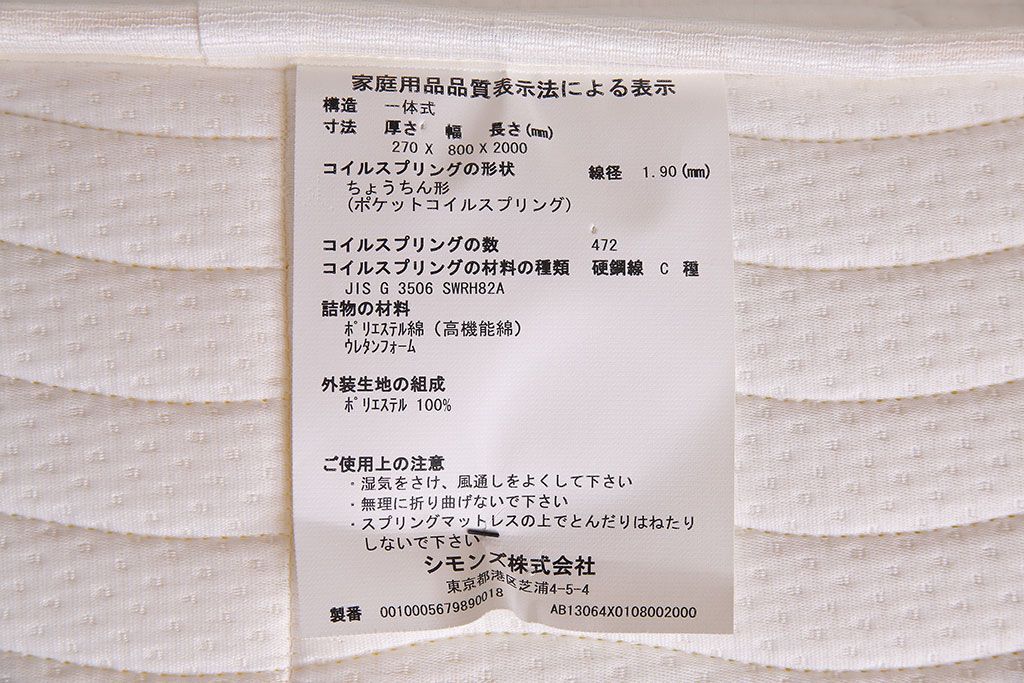 家庭用品品質表示法による表示
構造 一体式
寸法 厚さ 幅 長さ(mm)
270 X 800 X 2000
コイルスプリングの形状 線径 1.90(mm)
ちょうちん形
(ポケットコイルスプリング)
コイルスプリングの数 472
コイルスプリングの材料の種類 硬鋼線 C 種
JIS G 3506 SWRH82A
詰物の材料
ﾎﾟﾘｴｽﾃﾙ綿(高機能綿)
ｳﾚﾀﾝﾌｫｰﾑ
外装生地の組成
ﾎﾟﾘｴｽﾃﾙ 100%
ご使用上の注意
・湿気をさけ、風通しをよくして下さい
・無理に折り曲げないで下さい
・スプリングマットレスの上でとんだりはねたり
しないで下さい
シモンズ株式会社
東京都港区芝浦4-5-4
製番 0010005679890018 AB13064X0108002000